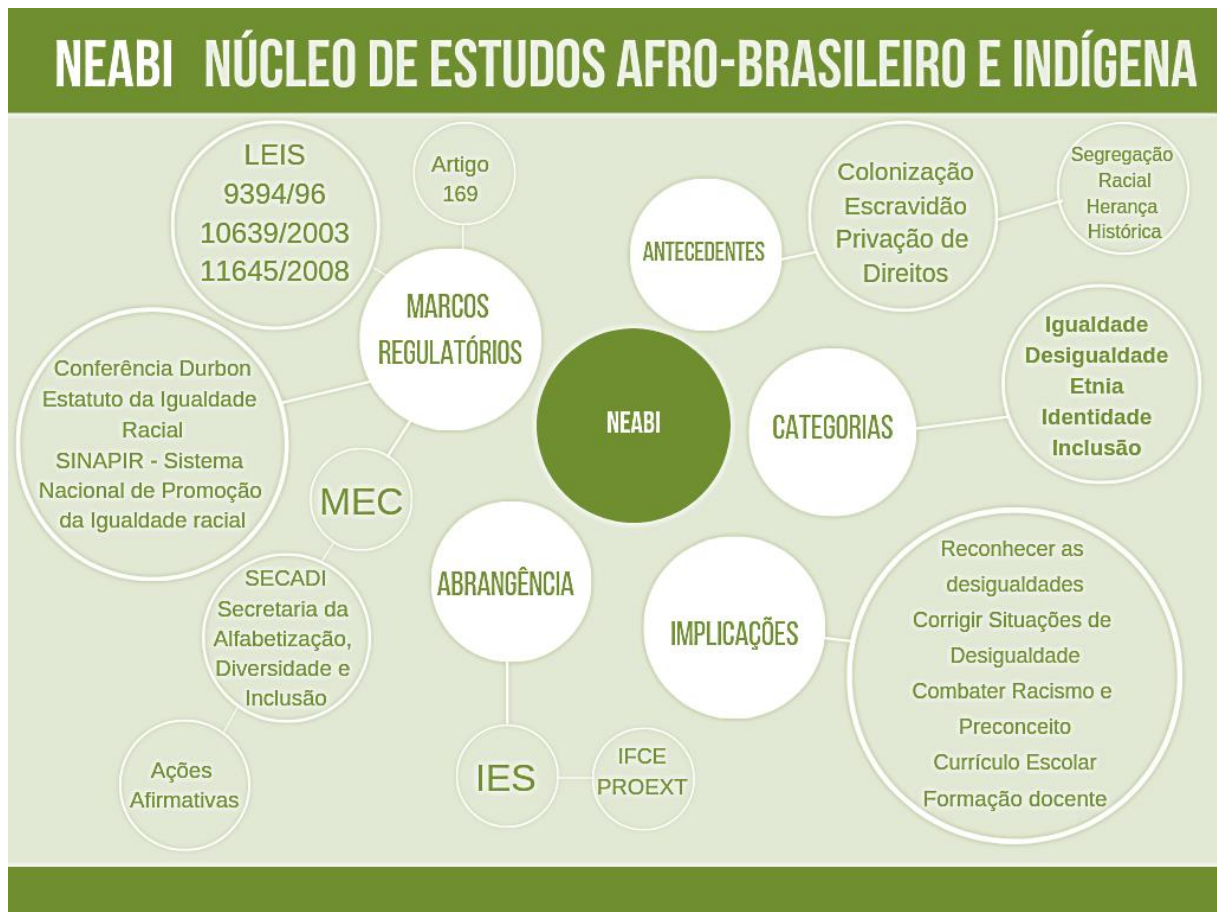 NEABI NÚCLEO DE ESTUDOS AFRO-BRASILEIRO E INDÍGENA
LEIS
9394/96
10639/2003
11645/2008
Artigo
169
MARCOS
REGULATÓRIOS
Conferência Durbon
Estatuto da Igualdade
Racial
SINAPIR - Sistema
Nacional de Promoção
da Igualdade racial
MEC
SECADI
Secretaria da
Alfabetização,
Diversidade e
Inclusão
Ações
Afirmativas
NEABI
ANTECEDENTES
Colonização
Escravidão
Privação de
Direitos
Segregação
Racial
Herança
Histórica
CATEGORIAS
Igualdade
Desigualdade
Etnia
Identidade
Inclusão
ABRANGÊNCIA
IES
IFCE
PROEXT
IMPLICAÇÕES
Reconhecer as
desigualdades
Corrigir Situações de
Desigualdade
Combater Racismo e
Preconceito
Currículo Escolar
Formação docente